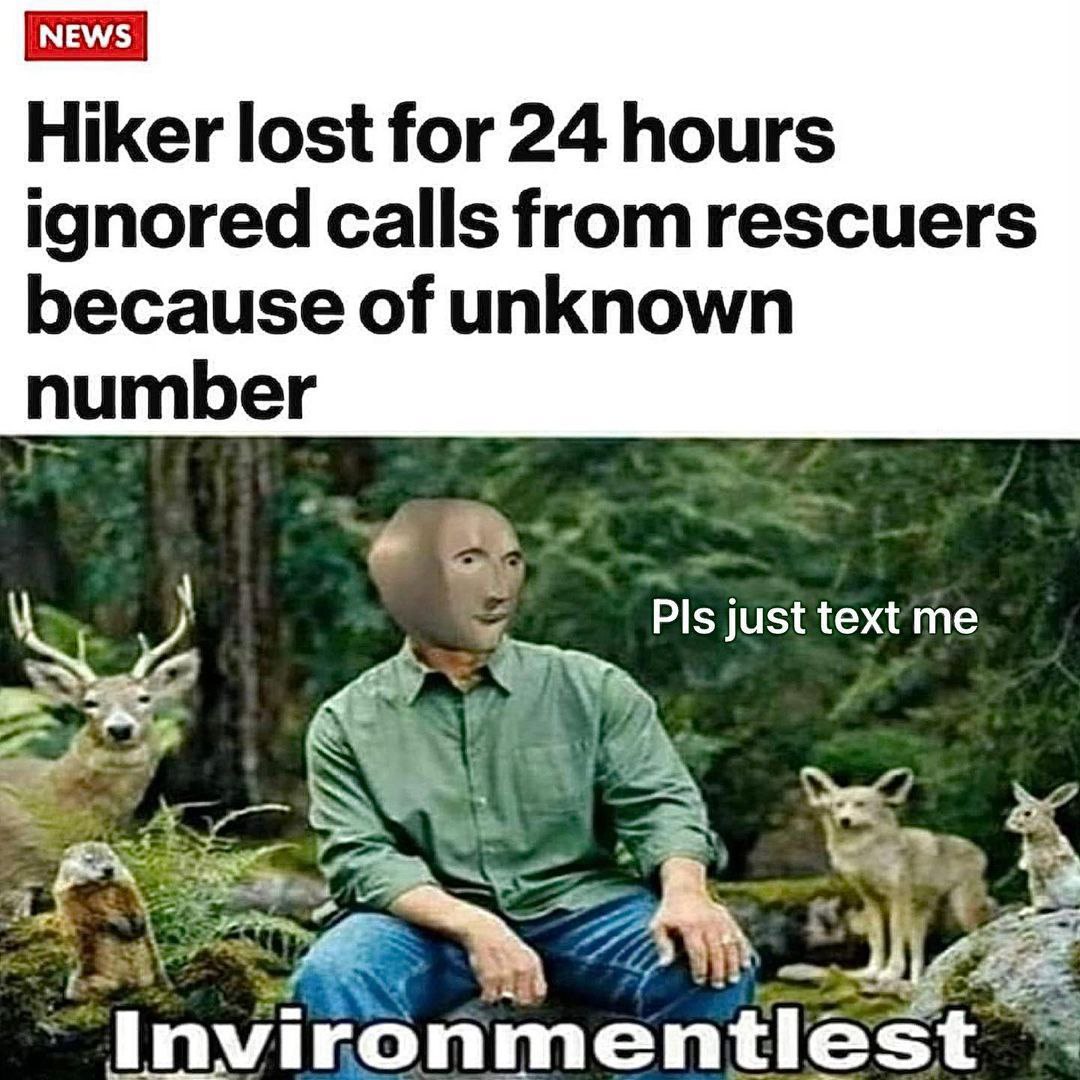 NEWS
Hiker lost for 24 hours
ignored calls from rescuers
because of unknown
number
Pls just text me
Invironmentlest